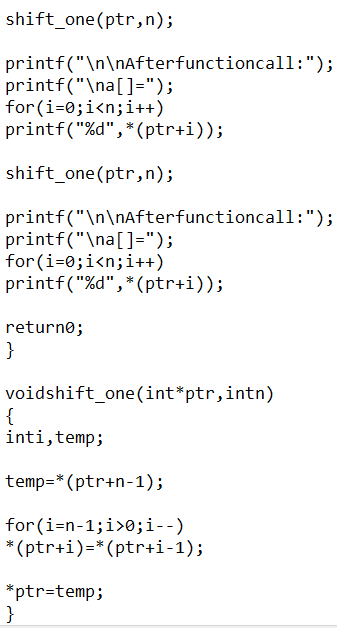 shift_one(ptr,n);
printf("\n\nAfterfunctioncall:");
printf("\na[]=");
for(i=0;i<n;i++)
printf("%d",*(ptr+i));
shift_one(ptr,n);
printf("\n\nAfterfunctioncall:");
printf("\na[]=");
for(i=0;i<n;i++)
printf("%d",*(ptr+i));
return0;
}
voidshift_one(int*ptr,intn)
{
inti,temp;
temp=*(ptr+n-1);
for(i=n-1;i>0;i--)
*(ptr+i)=*(ptr+i-1);
*ptr=temp;
}